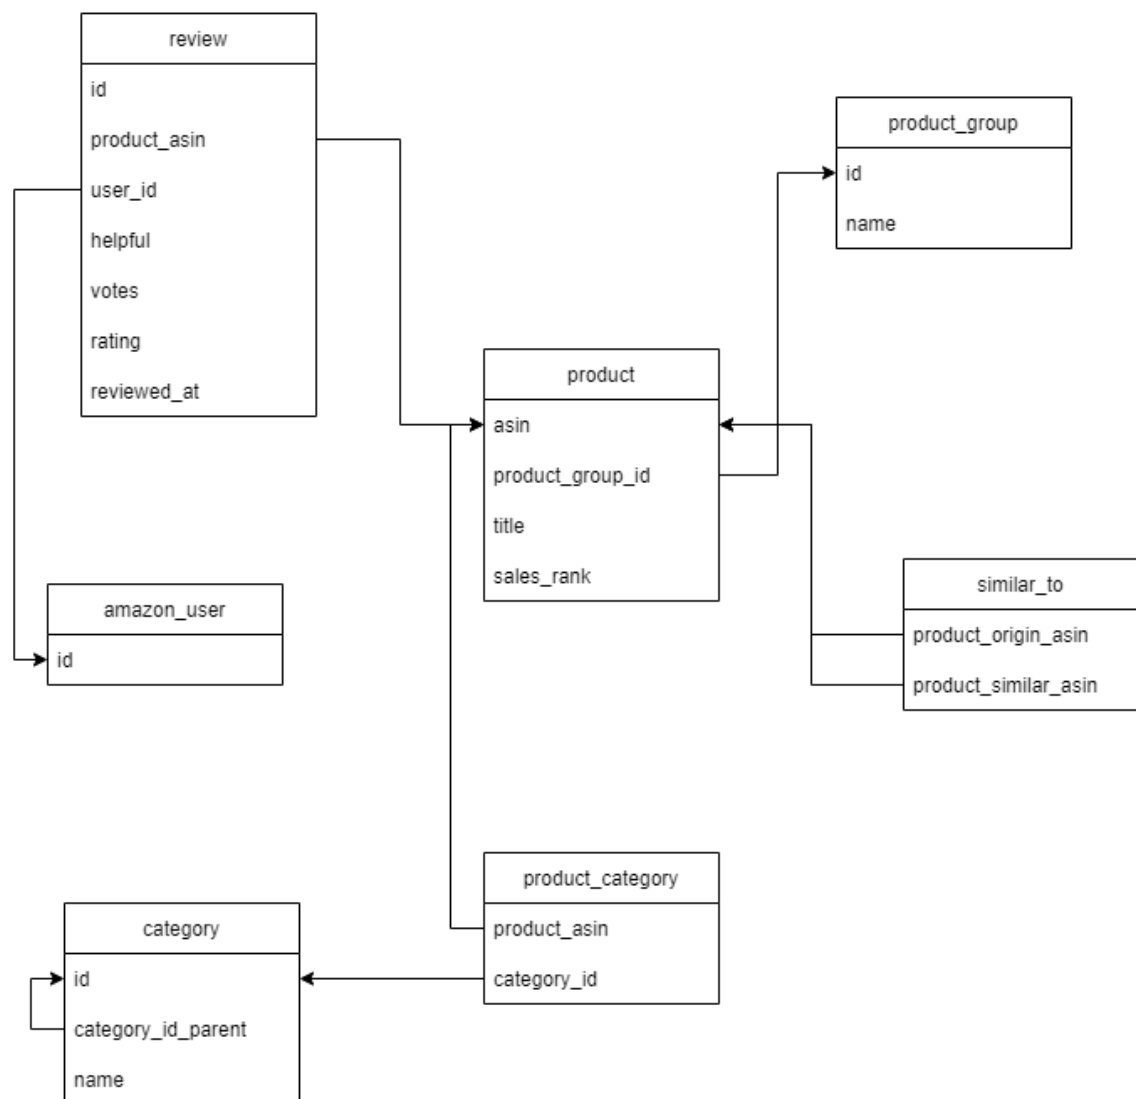 review
id
product_asin
user_id
helpful
votes
rating
reviewed_at
product_group
id
name
product
asin
product_group_id
title
sales_rank
similar_to
product_origin_asin
product_similar_asin
amazon_user
id
product_category
product_asin
category_id
category
id
category_id_parent
name